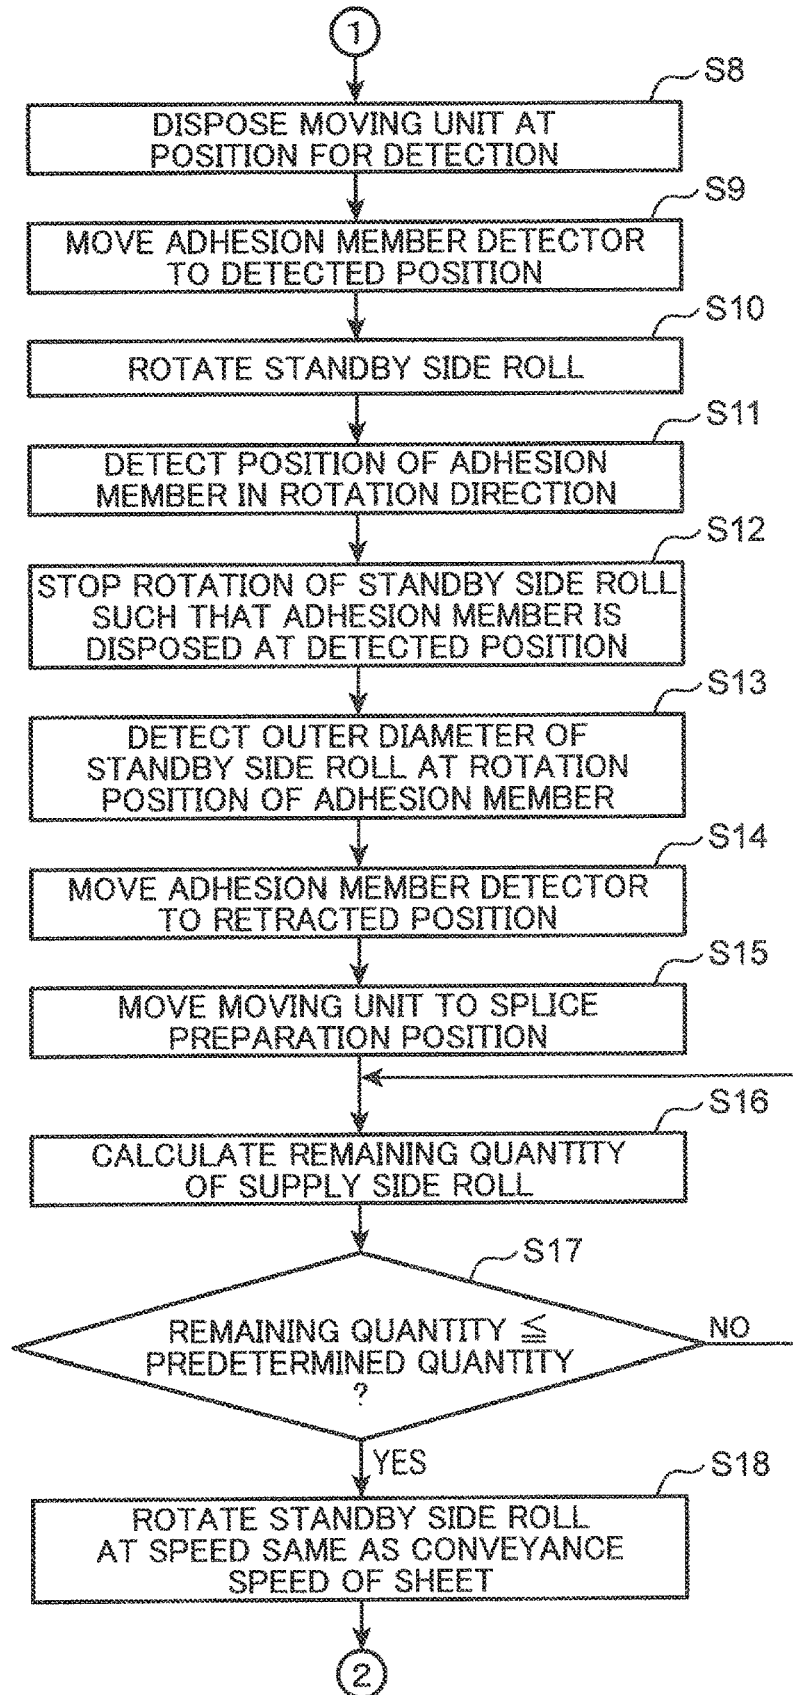 1
S8
DISPOSE MOVING UNIT AT
POSITION FOR DETECTION
S9
MOVE ADHESION MEMBER DETECTOR
TO DETECTED POSITION
S10
ROTATE STANDBY SIDE ROLL
S11
DETECT POSITION OF ADHESION
MEMBER IN ROTATION DIRECTION
S12
STOP ROTATION OF STANDBY SIDE ROLL
SUCH THAT ADHESION MEMBER IS
DISPOSED AT DETECTED POSITION
S13
DETECT OUTER DIAMETER OF
STANDBY SIDE ROLL AT ROTATION
POSITION OF ADHESION MEMBER
S14
MOVE ADHESION MEMBER DETECTOR
TO RETRACTED POSITION
S15
MOVE MOVING UNIT TO SPLICE
PREPARATION POSITION
S16
CALCULATE REMAINING QUANTITY
OF SUPPLY SIDE ROLL
S17
REMAINING QUANTITY ≦
PREDETERMINED QUANTITY
?
NO
YES
S18
ROTATE STANDBY SIDE ROLL
AT SPEED SAME AS CONVEYANCE
SPEED OF SHEET
2